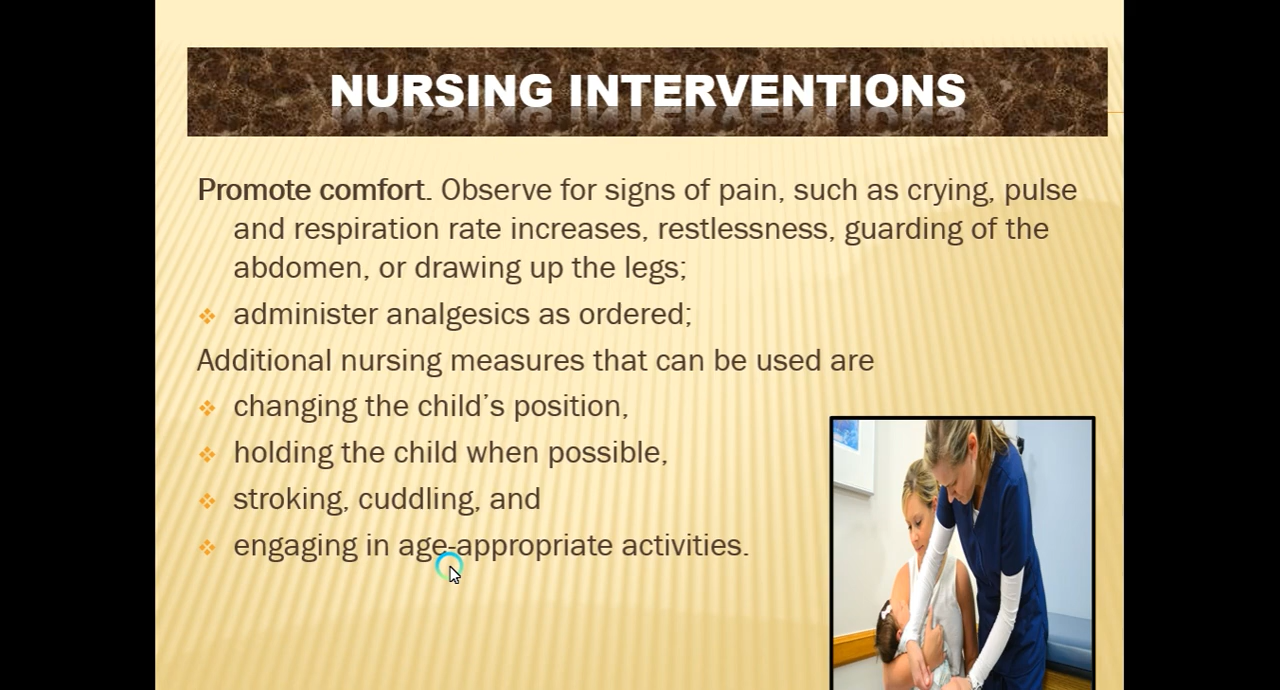 NURSING INTERVENTIONS
Promote comfort. Observe for signs of pain, such as crying, pulse
and respiration rate increases, restlessness, guarding of the
abdomen, or drawing up the legs;
❖ administer analgesics as ordered;
Additional nursing measures that can be used are
❖ changing the child’s position,
❖ holding the child when possible,
❖ stroking, cuddling, and
❖ engaging in age-appropriate activities.